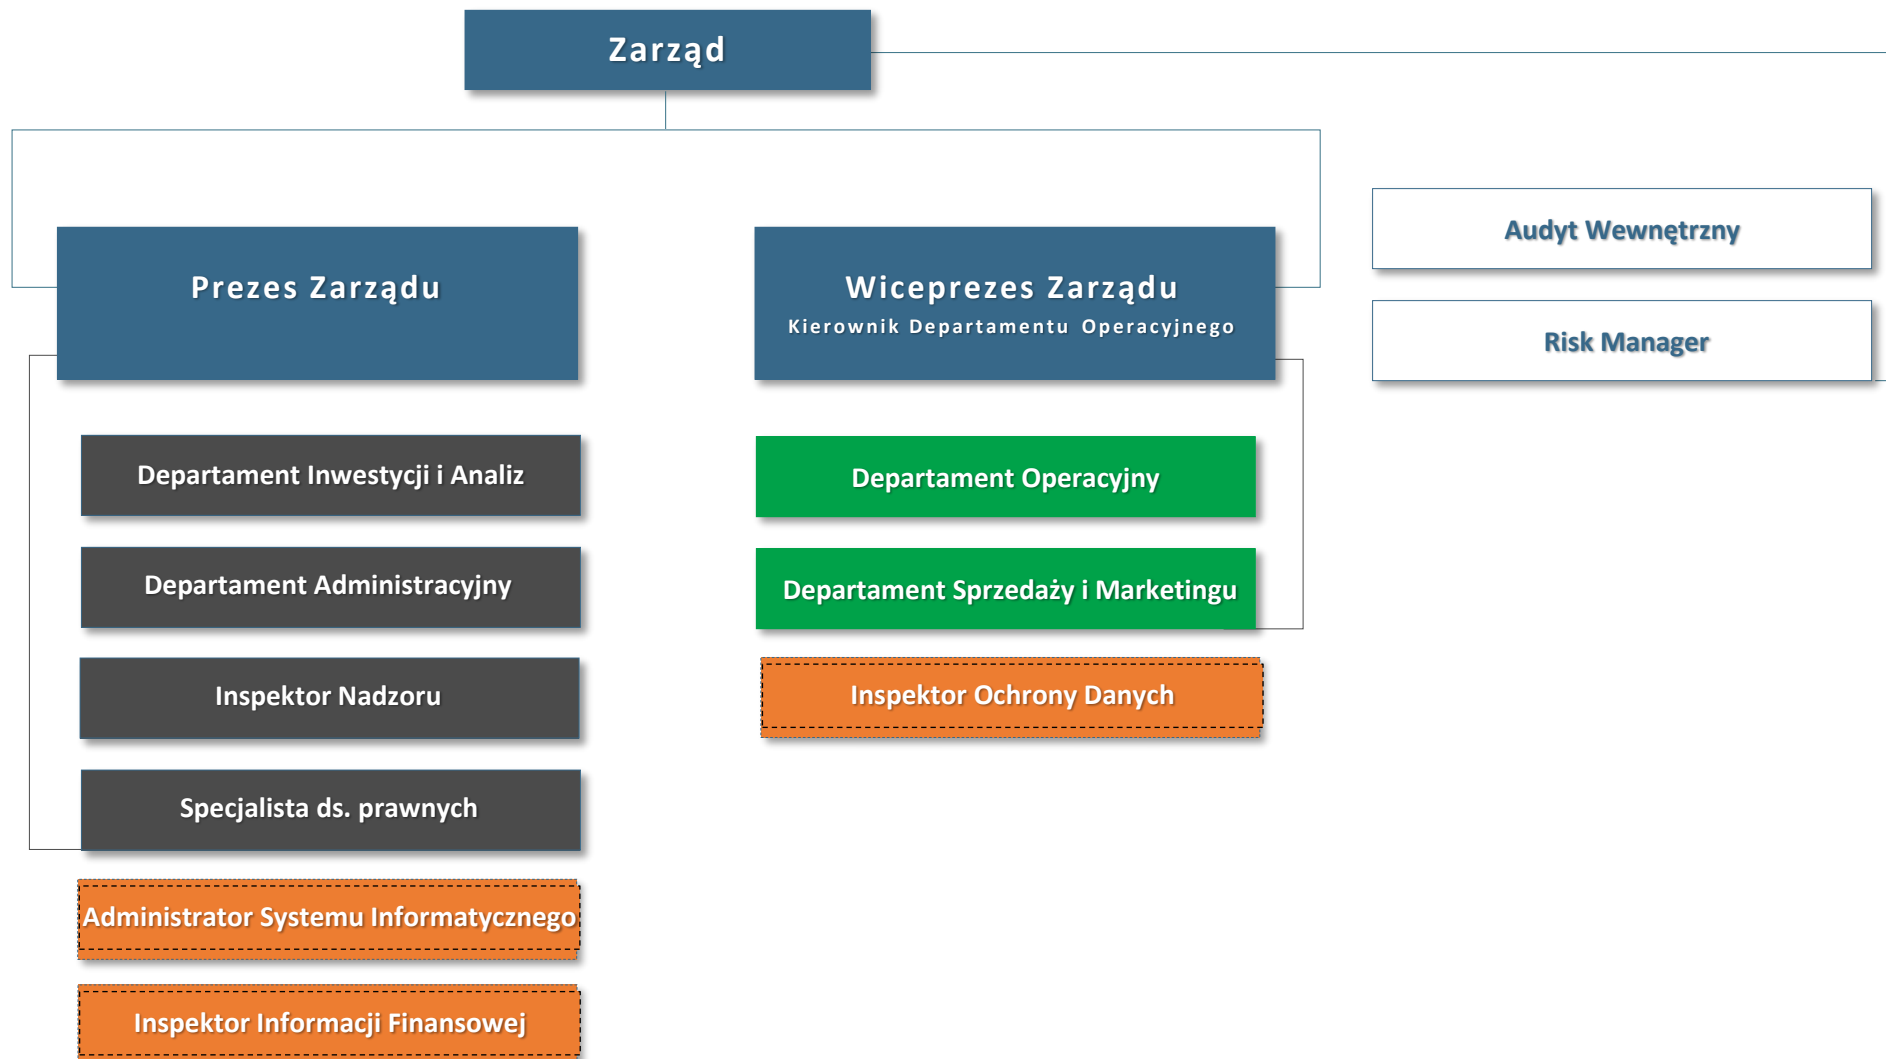 Zarząd
Prezes Zarządu
Wiceprezes Zarządu
Kierownik Departamentu Operacyjnego
Audyt Wewnętrzny
Risk Manager
Departament Inwestycji i Analiz
Departament Administracyjny
Inspektor Nadzoru
Specjalista ds. prawnych
Administrator Systemu Informatycznego
Inspektor Informacji Finansowej
Departament Operacyjny
Departament Sprzedaży i Marketingu
Inspektor Ochrony Danych